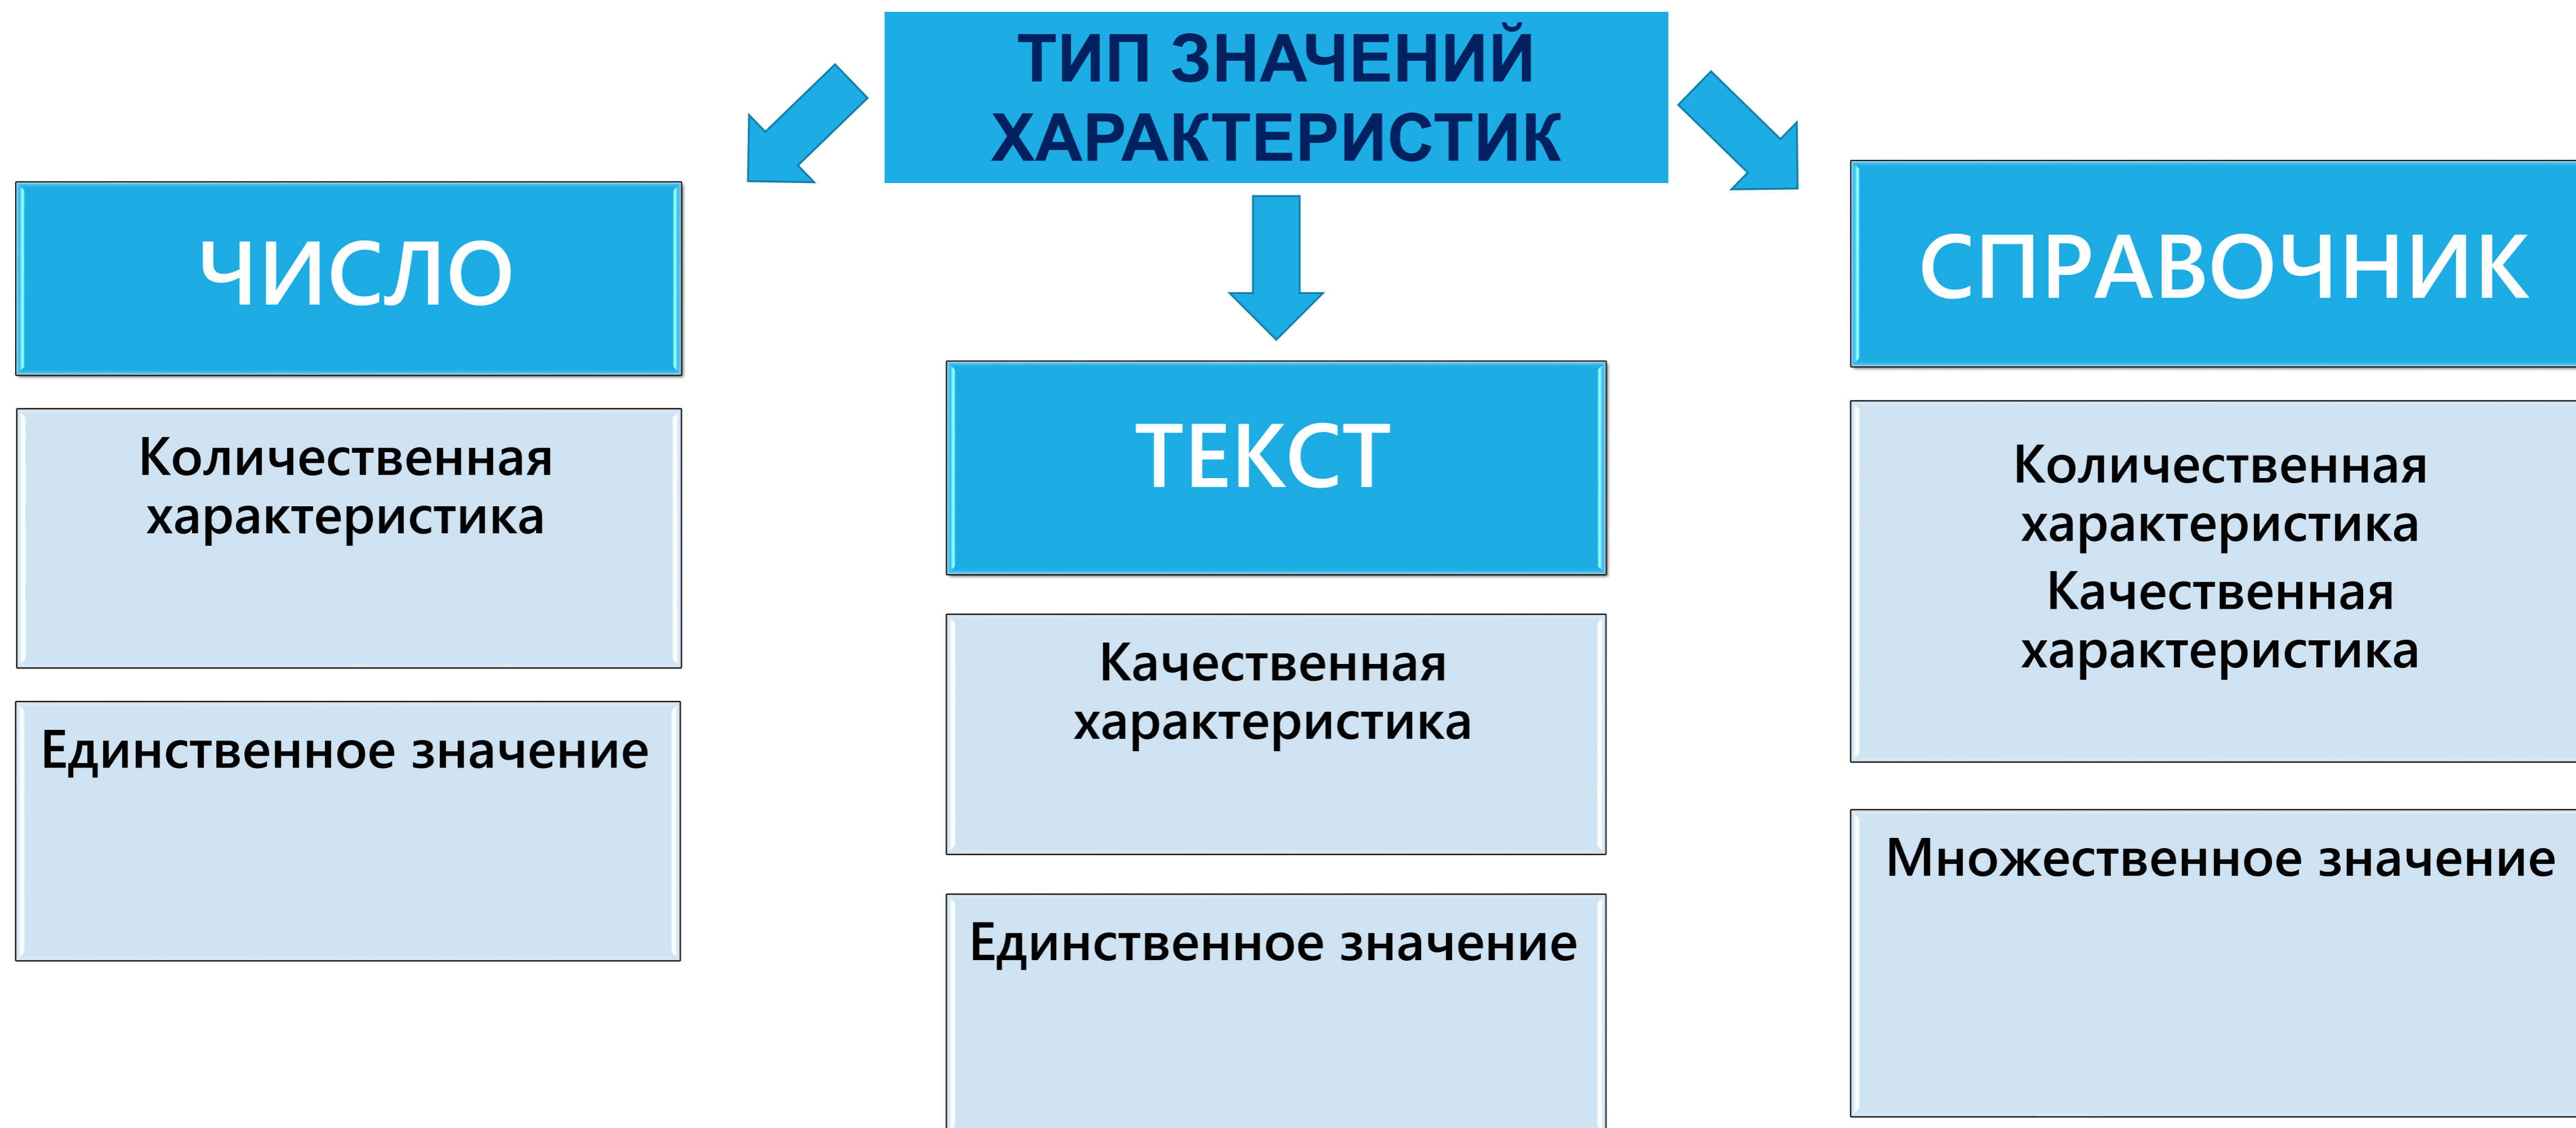 ТИП ЗНАЧЕНИЙ
ХАРАКТЕРИСТИК
ЧИСЛО
Количественная
характеристика
Единственное значение
ТЕКСТ
Качественная
характеристика
Единственное значение
СПРАВОЧНИК
Количественная
характеристика
Качественная
характеристика
Множественное значение